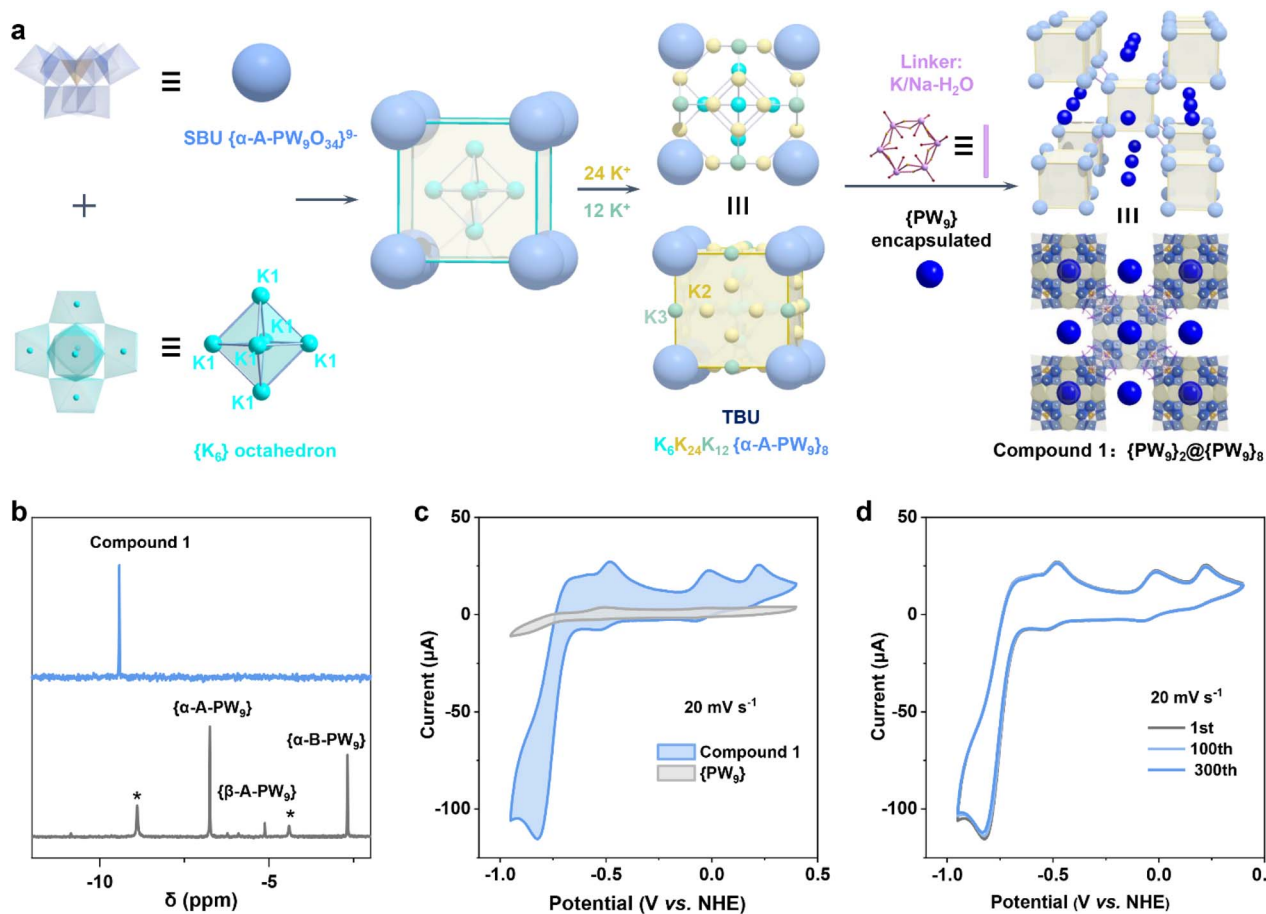 a
≡
SBU {α-A-PW₉O₃₄}⁹⁻
+
≡
K1
K1
K1
K1
K1
K1
{K₆} octahedron
24 K⁺
12 K⁺
≡
K2
K3
TBU
K₆K₂₄K₁₂{α-A-PW₉}₈
Linker:
K/Na-H₂O
≡
{PW₉}
encapsulated
≡
Compound 1: {PW₉}₂@{PW₉}₈
b
Compound 1
{α-A-PW₉}
{α-B-PW₉}
{β-A-PW₉}
*
*
-10
-5
δ (ppm)
c
50
0
-50
-100
Current (μA)
20 mV s⁻¹
Compound 1
{PW₉}
-1.0
-0.5
0.0
0.5
Potential (V vs. NHE)
d
50
0
-50
-100
Current (μA)
20 mV s⁻¹
1st
100th
300th
-1.0
-0.5
0.0
0.
Potential (V vs. NHE)